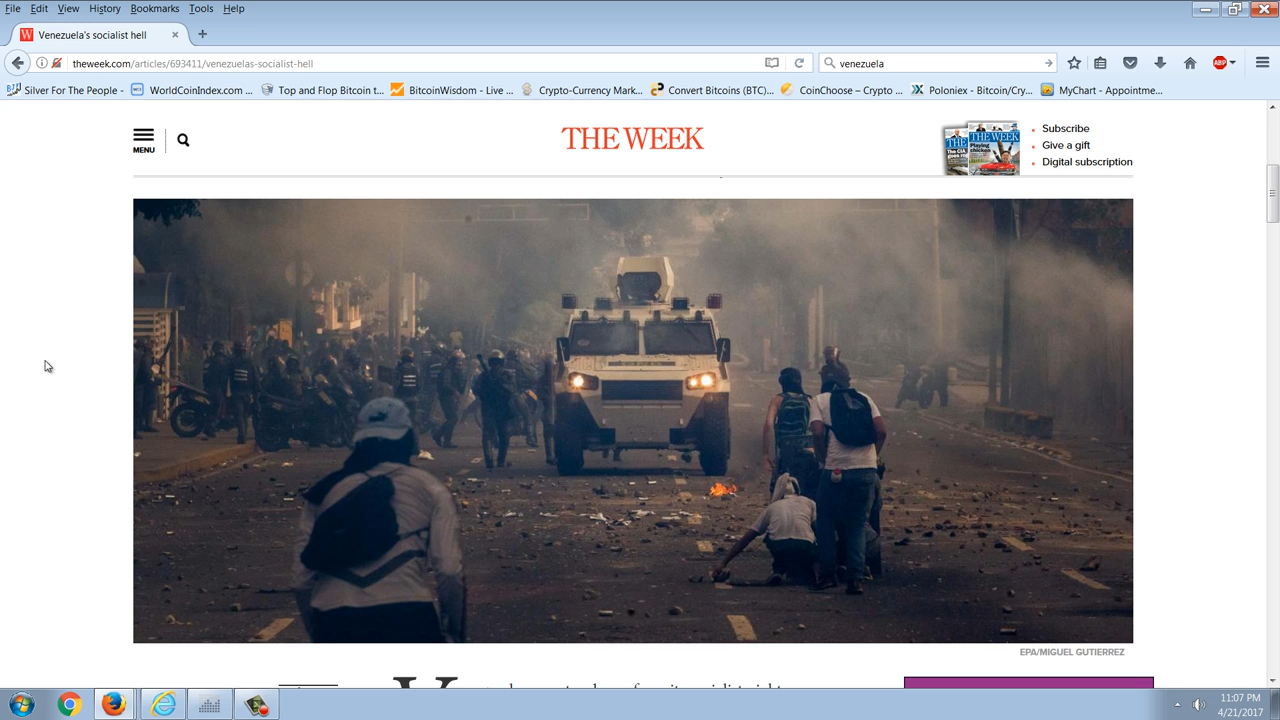 File Edit View History Bookmarks Tools Help
Venezuela's socialist hell
theweek.com/articles/693411/venezuelas-socialist-hell
venezuela
ABP
Silver For The People - WorldCoinIndex.com ... Top and Flop Bitcoin t... BitcoinWisdom - Live ... Crypto-Currency Mark... Convert Bitcoins (BTC)... CoinChoose – Crypto ... Poloniex - Bitcoin/Cry... MyChart - Appointme...
MENU
THE WEEK
THE WEEK
Subscribe
Give a gift
Digital subscription
EPA/MIGUEL GUTIERREZ
11:07 PM
4/21/2017